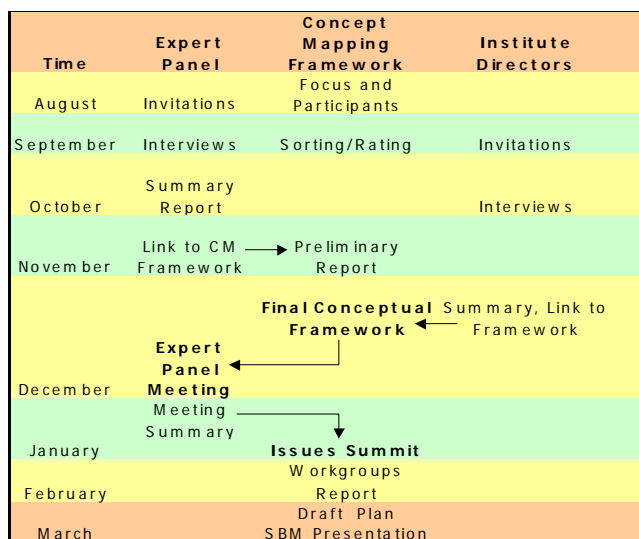 Time
Expert
Panel
Concept
Mapping
Framework
Institute
Directors
August
Invitations
Focus and
Participants
September
Interviews
Sorting/Rating
Invitations
October
Summary
Report
Interviews
November
Link to CM
Framework
Preliminary
Report
December
Final Conceptual
Framework
Summary, Link to
Framework
Expert
Panel
Meeting
January
Meeting
Summary
Issues Summit
February
Workgroups
Report
March
Draft Plan
SBM Presentation